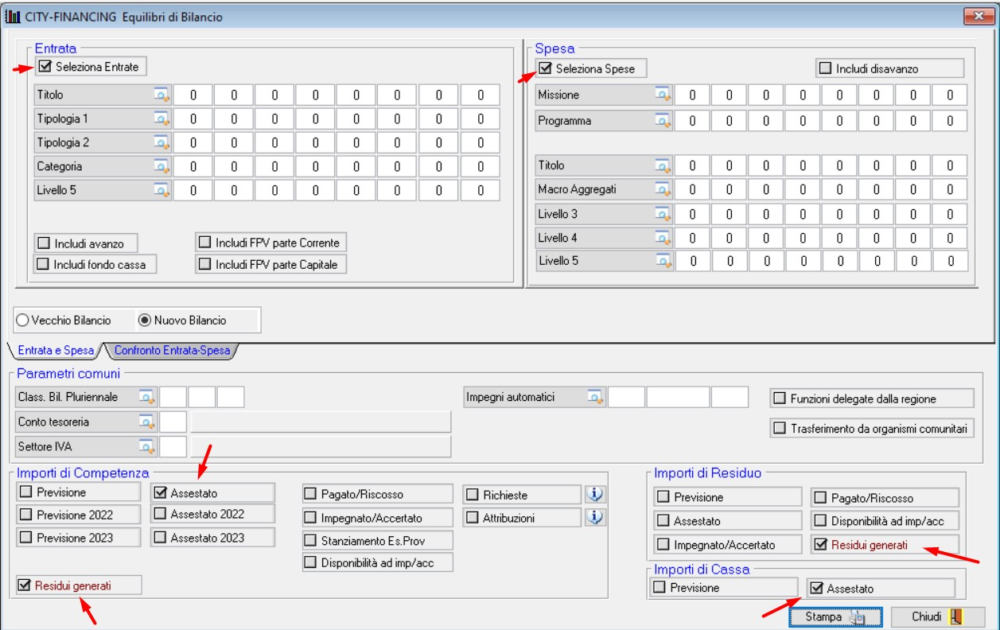 CITY-FINANCING Equilibri di Bilancio
Entrata
Seleziona Entrate
Titolo 0 0 0 0 0 0 0 0
Tipologia 1 0 0 0 0 0 0 0 0
Tipologia 2 0 0 0 0 0 0 0 0
Categoria 0 0 0 0 0 0 0 0
Livello 5 0 0 0 0 0 0 0 0
Includi avanzo Includi FPV parte Corrente
Includi fondo cassa Includi FPV parte Capitale
Spesa
Seleziona Spese Includi disavanzo
Missione 0 0 0 0 0 0 0 0
Programma 0 0 0 0 0 0 0 0
Titolo 0 0 0 0 0 0 0 0
Macro Aggregati 0 0 0 0 0 0 0 0
Livello 3 0 0 0 0 0 0 0 0
Livello 4 0 0 0 0 0 0 0 0
Livello 5 0 0 0 0 0 0 0 0
Vecchio Bilancio Nuovo Bilancio
Entrata e Spesa Confronto Entrata-Spesa
Parametri comuni
Class. Bil. Pluriennale Impegni automatici Funzioni delegate dalla regione
Conto tesoreria Trasferimento da organismi comunitari
Settore IVA
Importi di Competenza
Previsione Assestato Pagato/Riscosso Richieste
Previsione 2022 Assestato 2022 Impegnato/Accertato Attribuzioni
Previsione 2023 Assestato 2023 Stanziamento Es.Prov
Disponibilità ad imp/acc
Residui generati
Importi di Residuo
Previsione Pagato/Riscosso
Assestato Disponibilità ad imp/acc
Impegnato/Accertato Residui generati
Importi di Cassa
Previsione Assestato
Stampa Chiudi